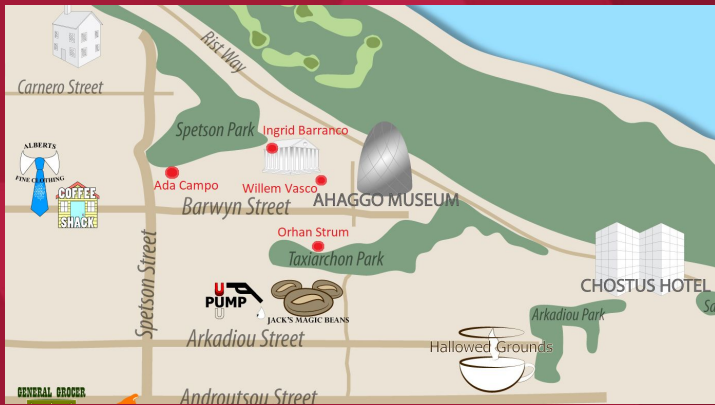 Rist Way
Carnero Street
Spetson Park
Ingrid Barranco
ALBERTS
FINE CLOTHING
COFFEE
SHACK
Ada Campo
Willem Vasco
AHAGGO MUSEUM
Barwyn Street
Orhan Strum
Spetson Street
Taxiarchon Park
CHOSTUS HOTEL
U
PUMP
U
JACK'S MAGIC BEANS
Arkadiou Park
Sa
Arkadiou Street
Hallowed Grounds
GENERAL GROCER
Androutsou Street